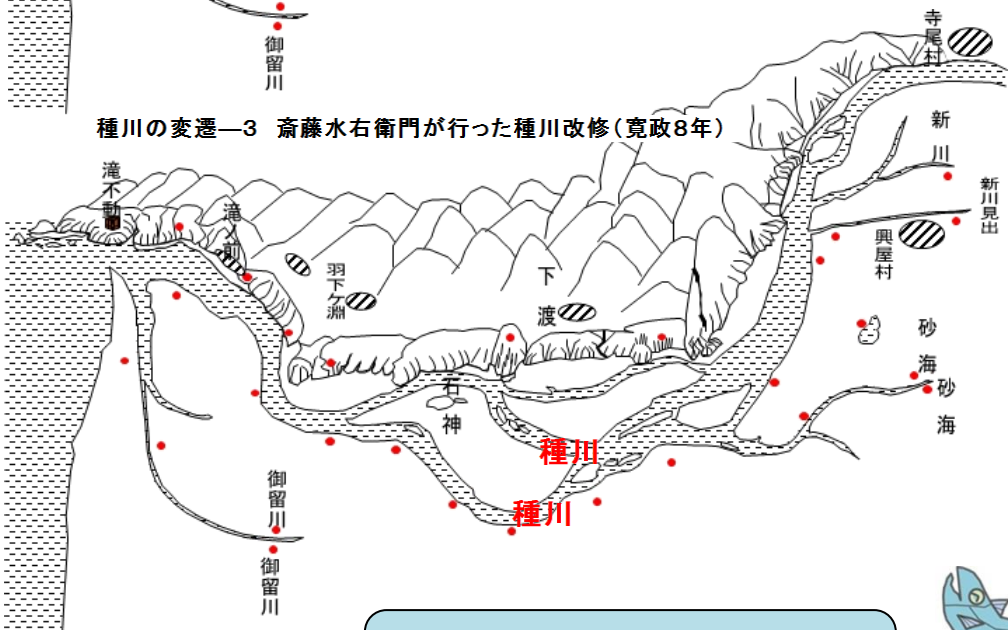 寺尾村
御留川
種川の変遷―3　斎藤水右衛門が行った種川改修(寛政8年)
新川
滝不動
新川見出
滝ノ前
興屋村
羽下ケ淵
下渡
砂海
砂海
石神
種川
種川
御留川
御留川